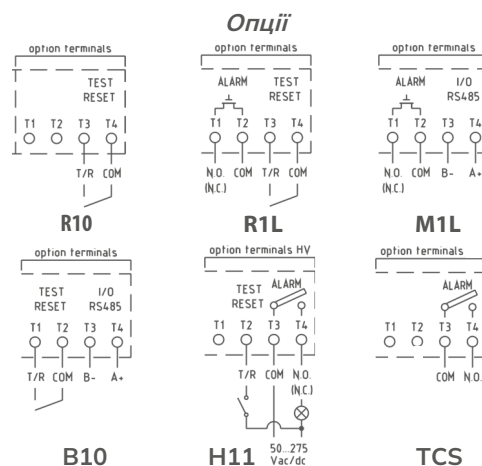 Опції
option terminals
TEST
RESET
T1 T2 T3 T4
T/R COM
R10
option terminals
ALARM TEST
RESET
T1 T2 T3 T4
N.O. COM T/R COM
(N.C.)
R1L
option terminals
ALARM I/O
RS485
T1 T2 T3 T4
N.O. COM B- A+
(N.C.)
M1L
option terminals
TEST I/O
RESET RS485
T1 T2 T3 T4
T/R COM B- A+
B10
option terminals HV
TEST ALARM
RESET
T1 T2 T3 T4
T/R COM N.O.
(N.C.)
50...275
Vac/dc
H11
option terminals
ALARM
T1 T2 T3 T4
COM N.O.
TCS